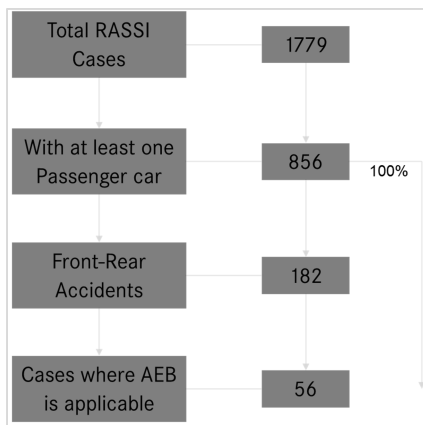 Total RASSI
Cases
1779
With at least one
Passenger car
856
100%
Front-Rear
Accidents
182
Cases where AEB
is applicable
56